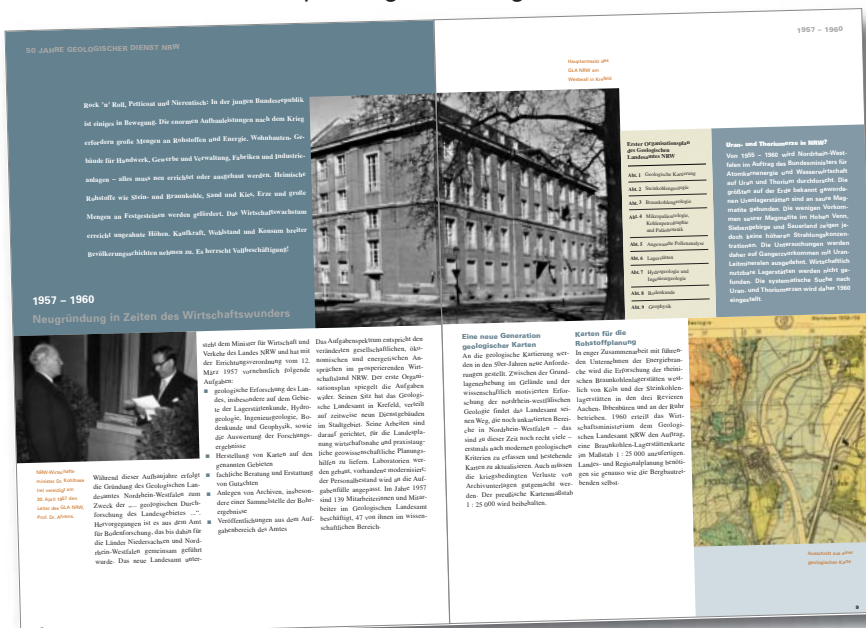 50 JAHRE GEOLOGISCHER DIENST NRW
Rock 'n' Roll, Petticoat und Nierentisch: In der jungen Bundesrepublik
ist einiges in Bewegung. Die enormen Aufbauleistungen nach dem Krieg
erfordern große Mengen an Rohstoffen und Energie. Wohnbauten, Ge-
bäude für Handwerk, Gewerbe und Verwaltung, Fabriken und Industrie-
anlagen – alles muss neu errichtet oder ausgebaut werden. Heimische
Rohstoffe wie Stein- und Braunkohle, Sand und Kies, Erze und große
Mengen an Festgesteinen werden gefördert. Das Wirtschaftswachstum
erreicht ungeahnte Höhen. Kaufkraft, Wohlstand und Konsum breiter
Bevölkerungsschichten nehmen zu. Es herrscht Vollbeschäftigung!
1957 – 1960
Neugründung in Zeiten des Wirtschaftswunders
NRW-Wirtschafts-
minister Dr. Kohlhase
(re) vereidigt am
20. April 1957 den
Leiter des GLA NRW,
Prof. Dr. Ahrens.
Während dieser Aufbaujahre erfolgt
die Gründung des Geologischen Lan-
desamtes Nordrhein-Westfalen zum
Zweck der „... geologischen Durch-
forschung des Landesgebietes ...".
Hervorgegangen ist es aus dem Amt
für Bodenforschung, das bis dahin für
die Länder Niedersachsen und Nord-
rhein-Westfalen gemeinsam geführt
wurde. Das neue Landesamt unter-
steht dem Minister für Wirtschaft und
Verkehr des Landes NRW und hat mit
der Errichtungsverordnung vom 12.
März 1957 vornehmlich folgende
Aufgaben:
■ geologische Erforschung des Lan-
des, insbesondere auf dem Gebie-
te der Lagerstättenkunde, Hydro-
geologie, Ingenieurgeologie, Bo-
denkunde und Geophysik, sowie
die Auswertung der Forschungs-
ergebnisse
■ Herstellung von Karten auf den
genannten Gebieten
■ fachliche Beratung und Erstattung
von Gutachten
■ Anlegen von Archiven, insbeson-
dere einer Sammelstelle der Bohr-
ergebnisse
■ Veröffentlichungen aus dem Auf-
gabenbereich des Amtes
Das Aufgabenspektrum entspricht den
veränderten gesellschaftlichen, öko-
nomischen und energetischen An-
sprüchen im prosperierenden Wirt-
schaftsland NRW. Der erste Organi-
sationsplan spiegelt die Aufgaben
wider. Seinen Sitz hat das Geologi-
sche Landesamt in Krefeld, verteilt
auf zeitweise neun Dienstgebäuden
im Stadtgebiet. Seine Arbeiten sind
darauf gerichtet, für die Landespla-
nung wirtschaftsnahe und praxistaug-
liche geowissenschaftliche Planungs-
hilfen zu liefern. Laboratorien wer-
den gebaut, vorhandene modernisiert;
der Personalbestand wird an die Auf-
gabenfülle angepasst. Im Jahre 1957
sind 139 Mitarbeiterinnen und Mitar-
beiter im Geologischen Landesamt
beschäftigt, 47 von ihnen im wissen-
schaftlichen Bereich.
1957 – 1960
Haupteinsatz des
GLA NRW am
Westwall in Krefeld
Erster Organisationsplan
des Geologischen
Landesamtes NRW
Abt. 1 Geologische Kartierung
Abt. 2 Steinkohlengeologie
Abt. 3 Braunkohlengeologie
Abt. 4 Mikropaläontologie,
Kohlenpetrographie
und Paläobotanik
Abt. 5 Angewandte Pollenanalyse
Abt. 6 Lagerstätten
Abt. 7 Hydrogeologie und
Ingenieurgeologie
Abt. 8 Bodenkunde
Abt. 9 Geophysik
Uran- und Thoriumerze in NRW?
Von 1955 – 1960 wird Nordrhein-West-
falen im Auftrag des Bundesministers für
Atomkernenergie und Wasserwirtschaft
auf Uran und Thorium durchforscht. Die
größten auf der Erde bekannt geworde-
nen Uranlagerstätten sind an saure Mag-
matite gebunden. Die wenigen Vorkom-
men saurer Magmatite im Hohen Venn,
Siebengebirge und Sauerland zeigen je-
doch keine höheren Strahlungskonzen-
trationen. Die Untersuchungen werden
daher auf Gangerzvorkommen mit Uran-
Leitmineralen ausgedehnt. Wirtschaftlich
nutzbare Lagerstätten werden nicht ge-
funden. Die systematische Suche nach
Uran- und Thoriumerzen wird daher 1960
eingestellt.
Eine neue Generation
geologischer Karten
An die geologische Kartierung wer-
den in den 50er-Jahren neue Anforde-
rungen gestellt. Zwischen der Grund-
lagenerhebung im Gelände und der
wissenschaftlich motivierten Erfor-
schung der nordrhein-westfälischen
Geologie findet das Landesamt sei-
nen Weg, die noch unkartierten Berei-
che in Nordrhein-Westfalen – das
sind zu dieser Zeit noch recht viele –
erstmals nach modernen geologischen
Kriterien zu erfassen und bestehende
Karten zu aktualisieren. Auch müssen
die kriegsbedingten Verluste von
Archivunterlagen gutgemacht wer-
den. Der preußische Kartenmaßstab
1 : 25 000 wird beibehalten.
Karten für die
Rohstoffplanung
In enger Zusammenarbeit mit führen-
den Unternehmen der Energiebran-
che wird die Erforschung der rheini-
schen Braunkohlenlagerstätten west-
lich von Köln und der Steinkohlen-
lagerstätten in den drei Revieren
Aachen, Ibbenbüren und an der Ruhr
betrieben. 1960 erteilt das Wirt-
schaftsministerium dem Geologi-
schen Landesamt NRW den Auftrag,
eine Braunkohlen-Lagerstättenkarte
im Maßstab 1 : 25 000 anzufertigen.
Landes- und Regionalplanung benöti-
gen sie genauso wie die Bergbautrei-
benden selbst.
Ausschnitt aus einer
geologischen Karte
9